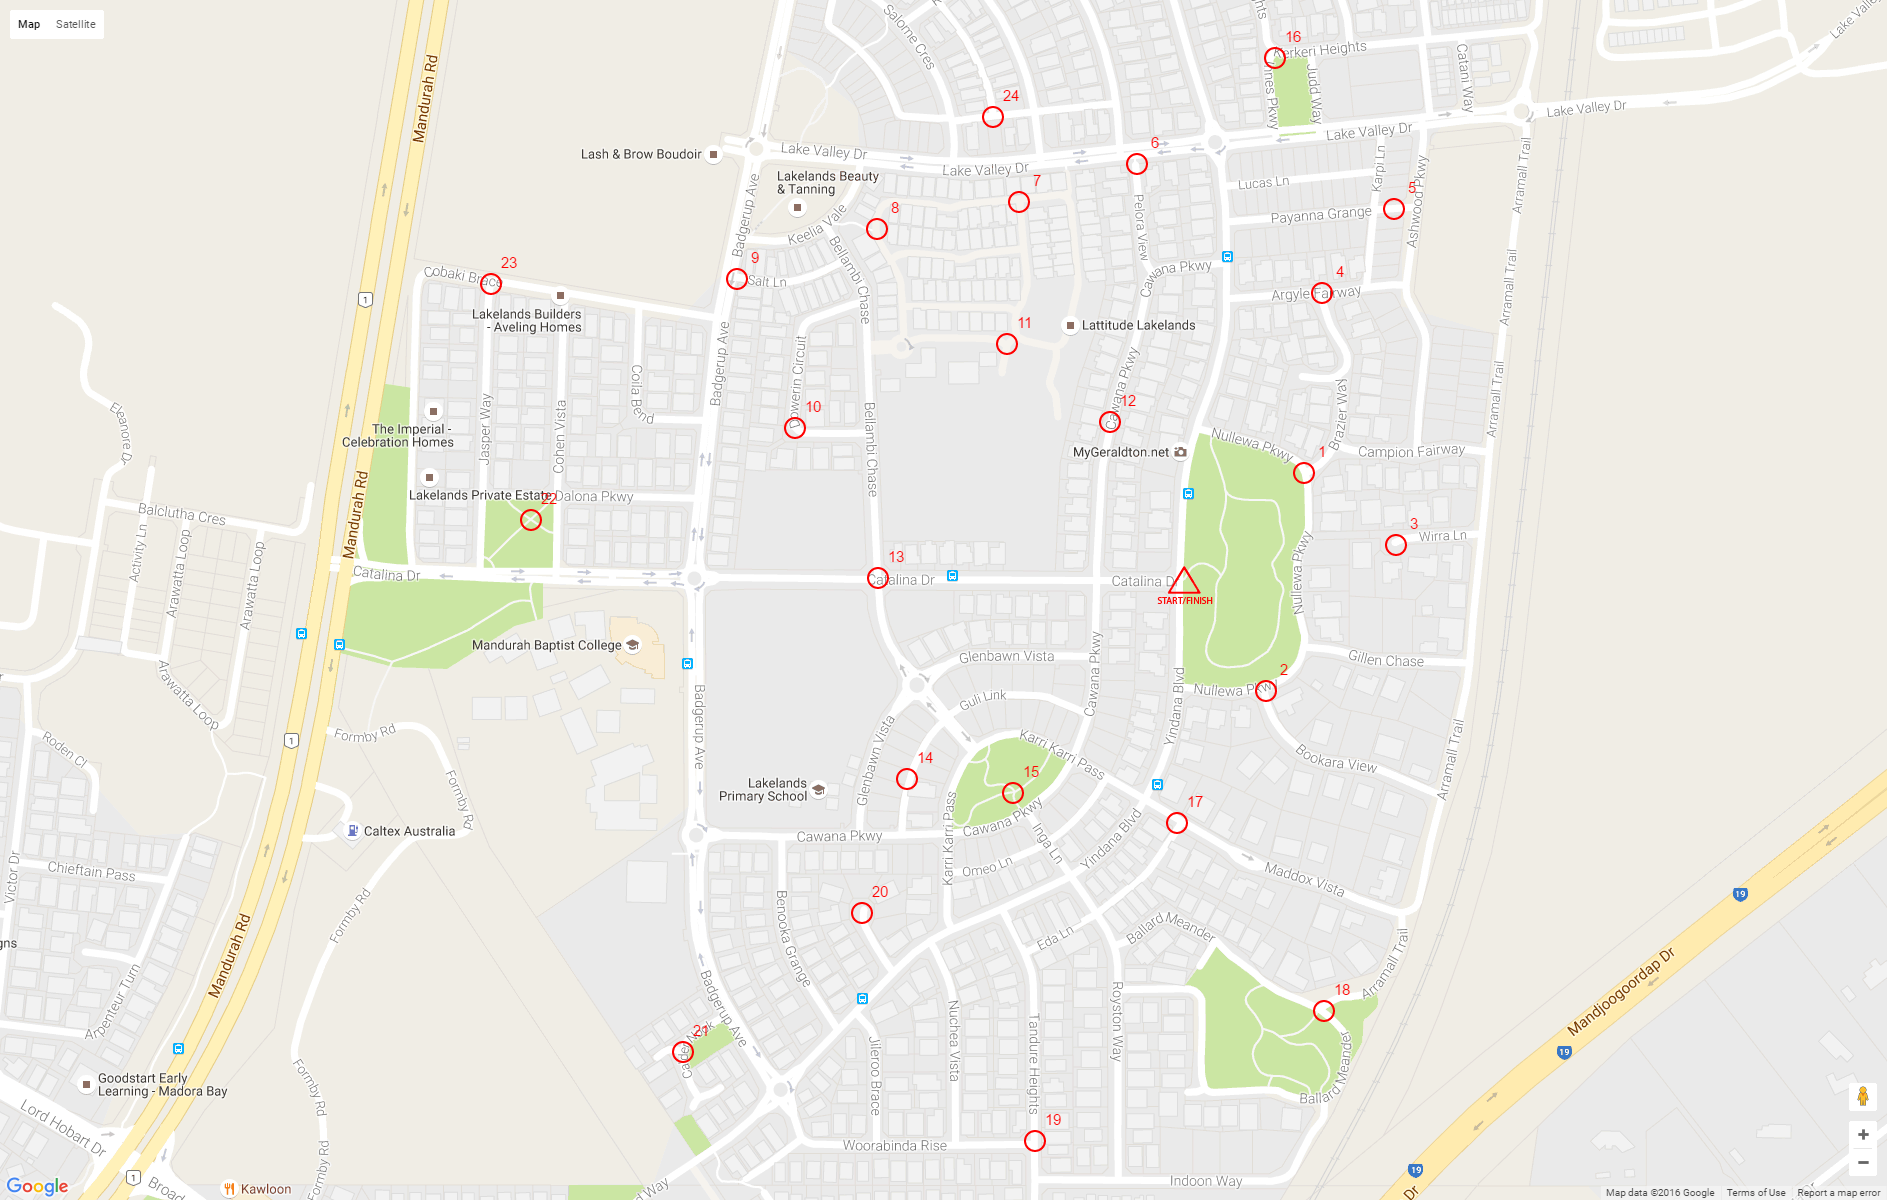 Map
Satellite
Mandurah Rd
Salome Cres
Heights
16
Kerkeri Heights
Judd Way
Catani Way
Lake Valley Dr
Lake Valley Dr
Lake Valley Dr
24
Lash & Brow Boudoir
Lake Valley Dr
Lake Valley Dr
6
Lakelands Beauty
& Tanning
7
8
Badgerup Ave
Keelia Vale
Pelora View
Lucas Ln
Karpi Ln
Payanna Grange
5
Ashwood Pkwy
Arramall Trail
Arramall Trail
Cobaki Brace
23
9
Salt Ln
Bellambi Chase
Cawana Pkwy
4
Argyle Fairway
1
Lakelands Builders
- Aveling Homes
11
Lattitude Lakelands
Badgerup Ave
Dowerin Circuit
Coila Bend
Cawana Pkwy
Brazier Way
Arramall Trail
Eleanore Dr
The Imperial -
Celebration Homes
Jasper Way
Cohen Vista
10
Bellambi Chase
12
MyGeraldton.net
Nullewa Pkwy
1
Campion Fairway
Lakelands Private Estate
22
Dalona Pkwy
Mandurah Rd
Balclutha Cres
Activity Ln
Arawatta Loop
Arawatta Loop
3
Wirra Ln
Nullewa Pkwy
13
Catalina Dr
Catalina Dr
Catalina Dr
START/FINISH
Mandurah Baptist College
Glenbawn Vista
Cawana Pkwy
Gillen Chase
2
Nullewa Pkwy
Arawatta Loop
Badgerup Ave
Guli Link
Yindana Blvd
Formby Rd
1
Roden Cl
Glenbawn Vista
Karri Karri Pass
Bookara View
Arramall Trail
14
15
Lakelands
Primary School
Formby Rd
Karri Karri Pass
17
Caltex Australia
Cawana Pkwy
Cawana Pkwy
Inga Ln
Yindana Blvd
Victor Dr
Chieftain Pass
Omeo Ln
Maddox Vista
19
20
Benooka Grange
Formby Rd
Mandurah Rd
Eda Ln
Ballard Meander
Arramall Trail
Mandjoogoordap Dr
Arpenteur Turn
Badgerup Ave
Nuchea Vista
Tandure Heights
Royston Way
18
21
Jileroo Brace
Ballard Meander
19
Goodstart Early
Learning - Madora Bay
Formby Rd
Lord Hobart Dr
19
Woorabinda Rise
Formby Rd
Indoon Way
19
1
Kawloon
Google
Map data ©2016 Google
Terms of Use
Report a map error